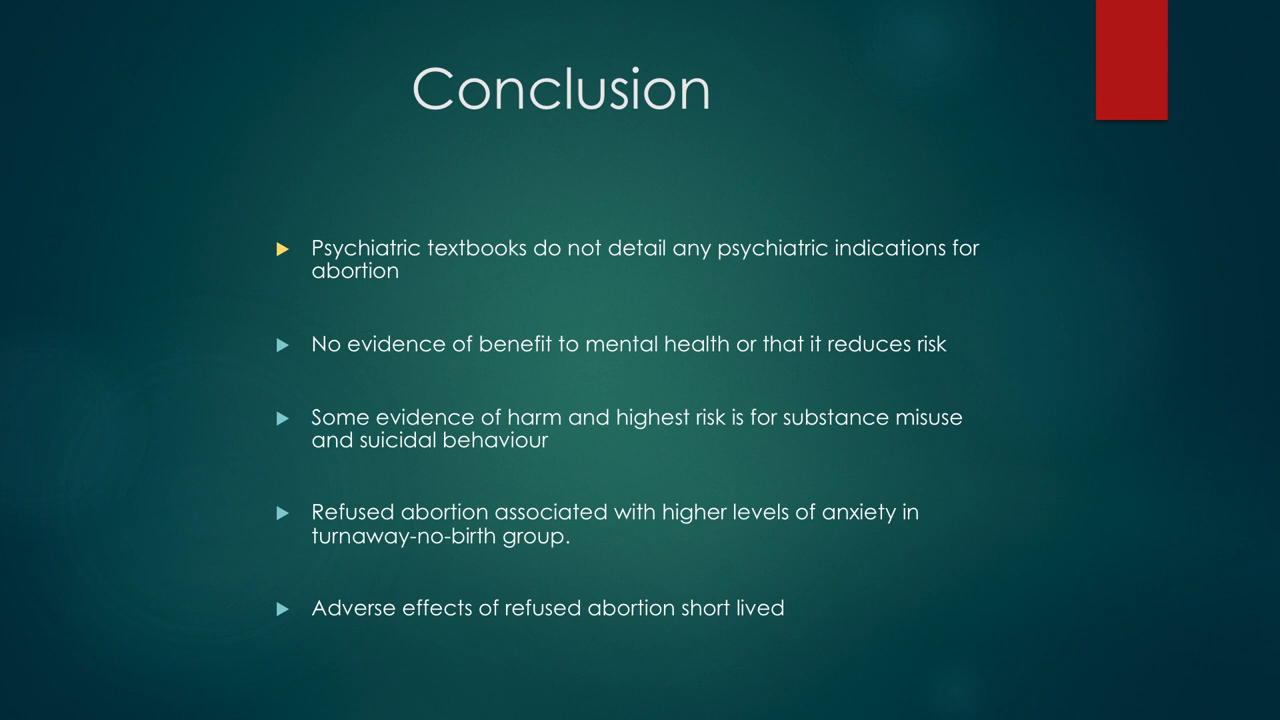 Conclusion
Psychiatric textbooks do not detail any psychiatric indications for
abortion
No evidence of benefit to mental health or that it reduces risk
Some evidence of harm and highest risk is for substance misuse
and suicidal behaviour
Refused abortion associated with higher levels of anxiety in
turnaway-no-birth group.
Adverse effects of refused abortion short lived